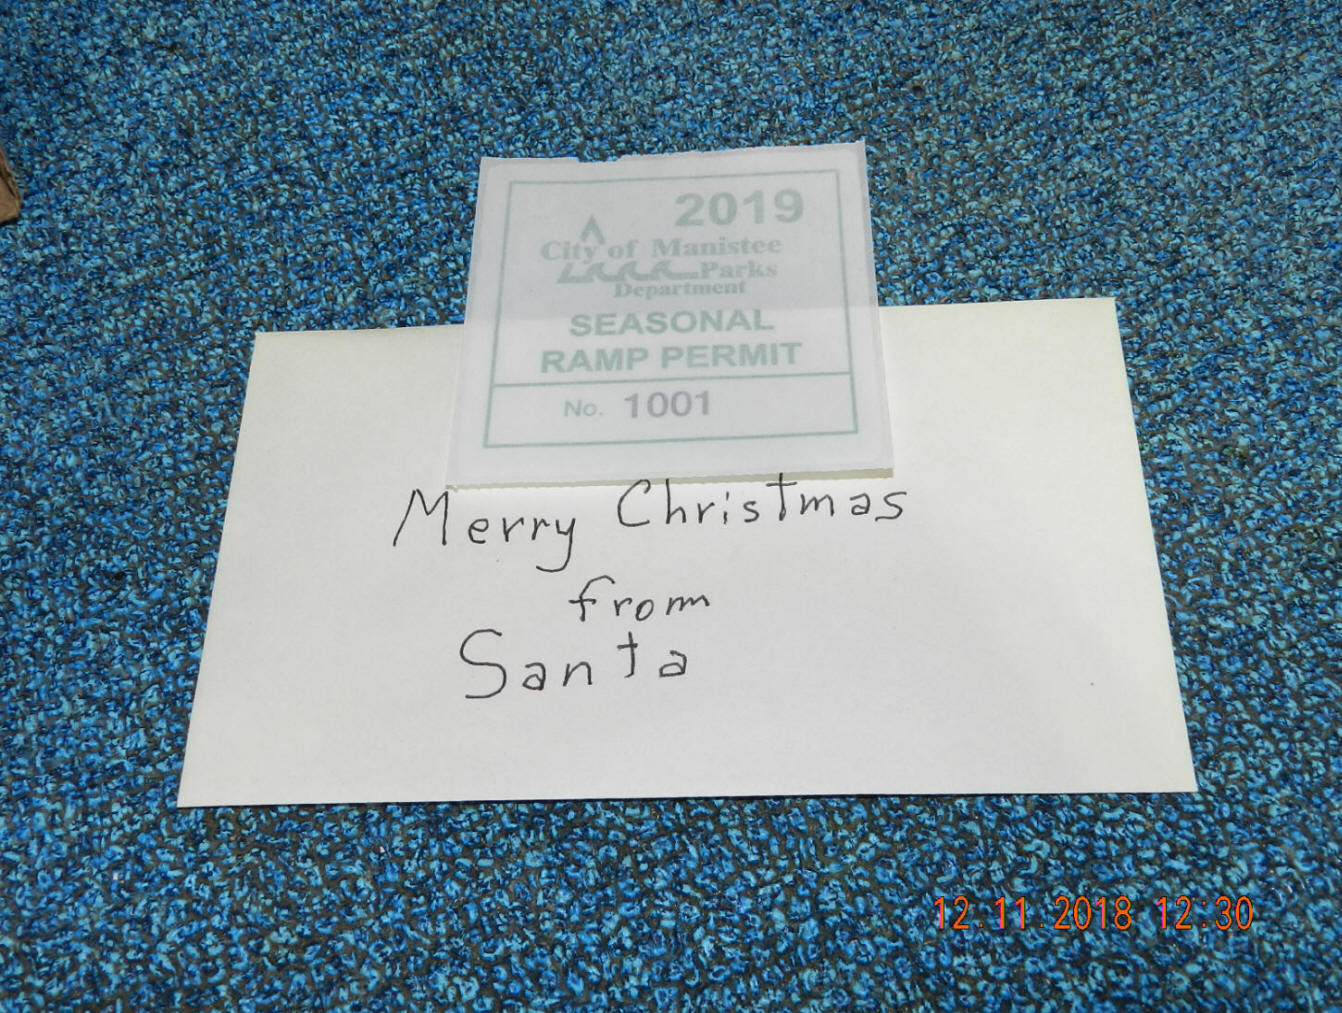 2019
City of Manistee
Parks
Department
SEASONAL
RAMP PERMIT
No. 1001
Merry Christmas
from
Santa
12.11.2018 12:30